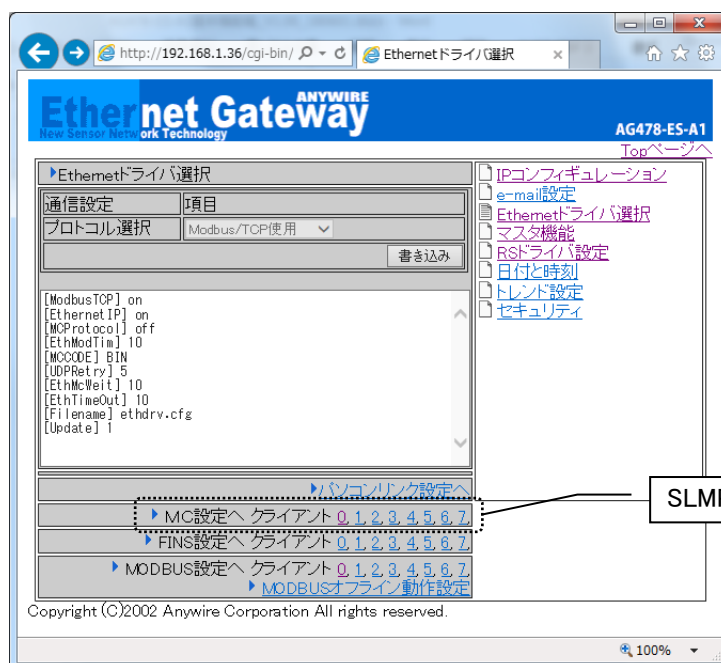 http://192.168.1.36/cgi-bin/
Ethernetドライバ選択
Ethernet Gateway
ANYWIRE
New Sensor Network Technology
AG478-ES-A1
Topページへ
Ethernetドライバ選択
通信設定 項目
プロトコル選択 Modbus/TCP使用
書き込み
[ModbusTCP] on
[EthernetIP] on
[MCProtocol] off
[EthModTim] 10
[MCCODE] BIN
[UDPRetry] 5
[EthMcWeit] 10
[EthTimeOut] 10
[Filename] ethdrv.cfg
[Update] 1
IPコンフィギュレーション
e-mail設定
Ethernetドライバ選択
マスタ機能
RSドライバ設定
日付と時刻
トレンド設定
セキュリティ
パソコンリンク設定へ
MC設定へ クライアント 0, 1, 2, 3, 4, 5, 6, 7,
SLMP
FINS設定へ クライアント 0, 1, 2, 3, 4, 5, 6, 7,
MODBUS設定へ クライアント 0, 1, 2, 3, 4, 5, 6, 7,
MODBUSオフライン動作設定
Copyright (C)2002 Anywire Corporation All rights reserved.
100%